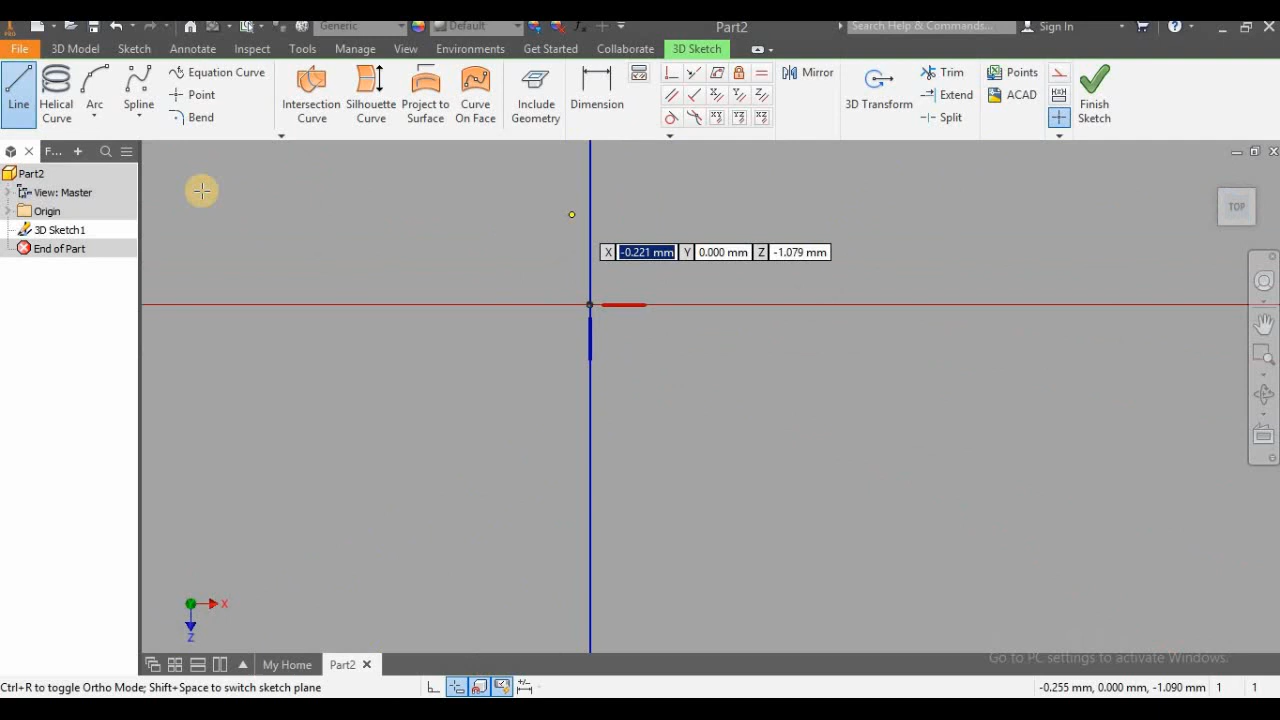 PRO
Generic
Default
Part2
Search Help & Commands...
Sign In
File
3D Model
Sketch
Annotate
Inspect
Tools
Manage
View
Environments
Get Started
Collaborate
3D Sketch
Line
Helical Curve
Arc
Spline
Equation Curve
Point
Bend
Intersection Curve
Silhouette Curve
Project to Surface
Curve On Face
Include Geometry
Dimension
Mirror
3D Transform
Trim
Extend
Split
Points
ACAD
Finish Sketch
F...
Part2
View: Master
Origin
3D Sketch1
End of Part
TOP
X -0.221 mm Y 0.000 mm Z -1.079 mm
X
Z
My Home
Part2
Go to PC settings to activate Windows.
Ctrl+R to toggle Ortho Mode; Shift+Space to switch sketch plane
-0.255 mm, 0.000 mm, -1.090 mm 1 1